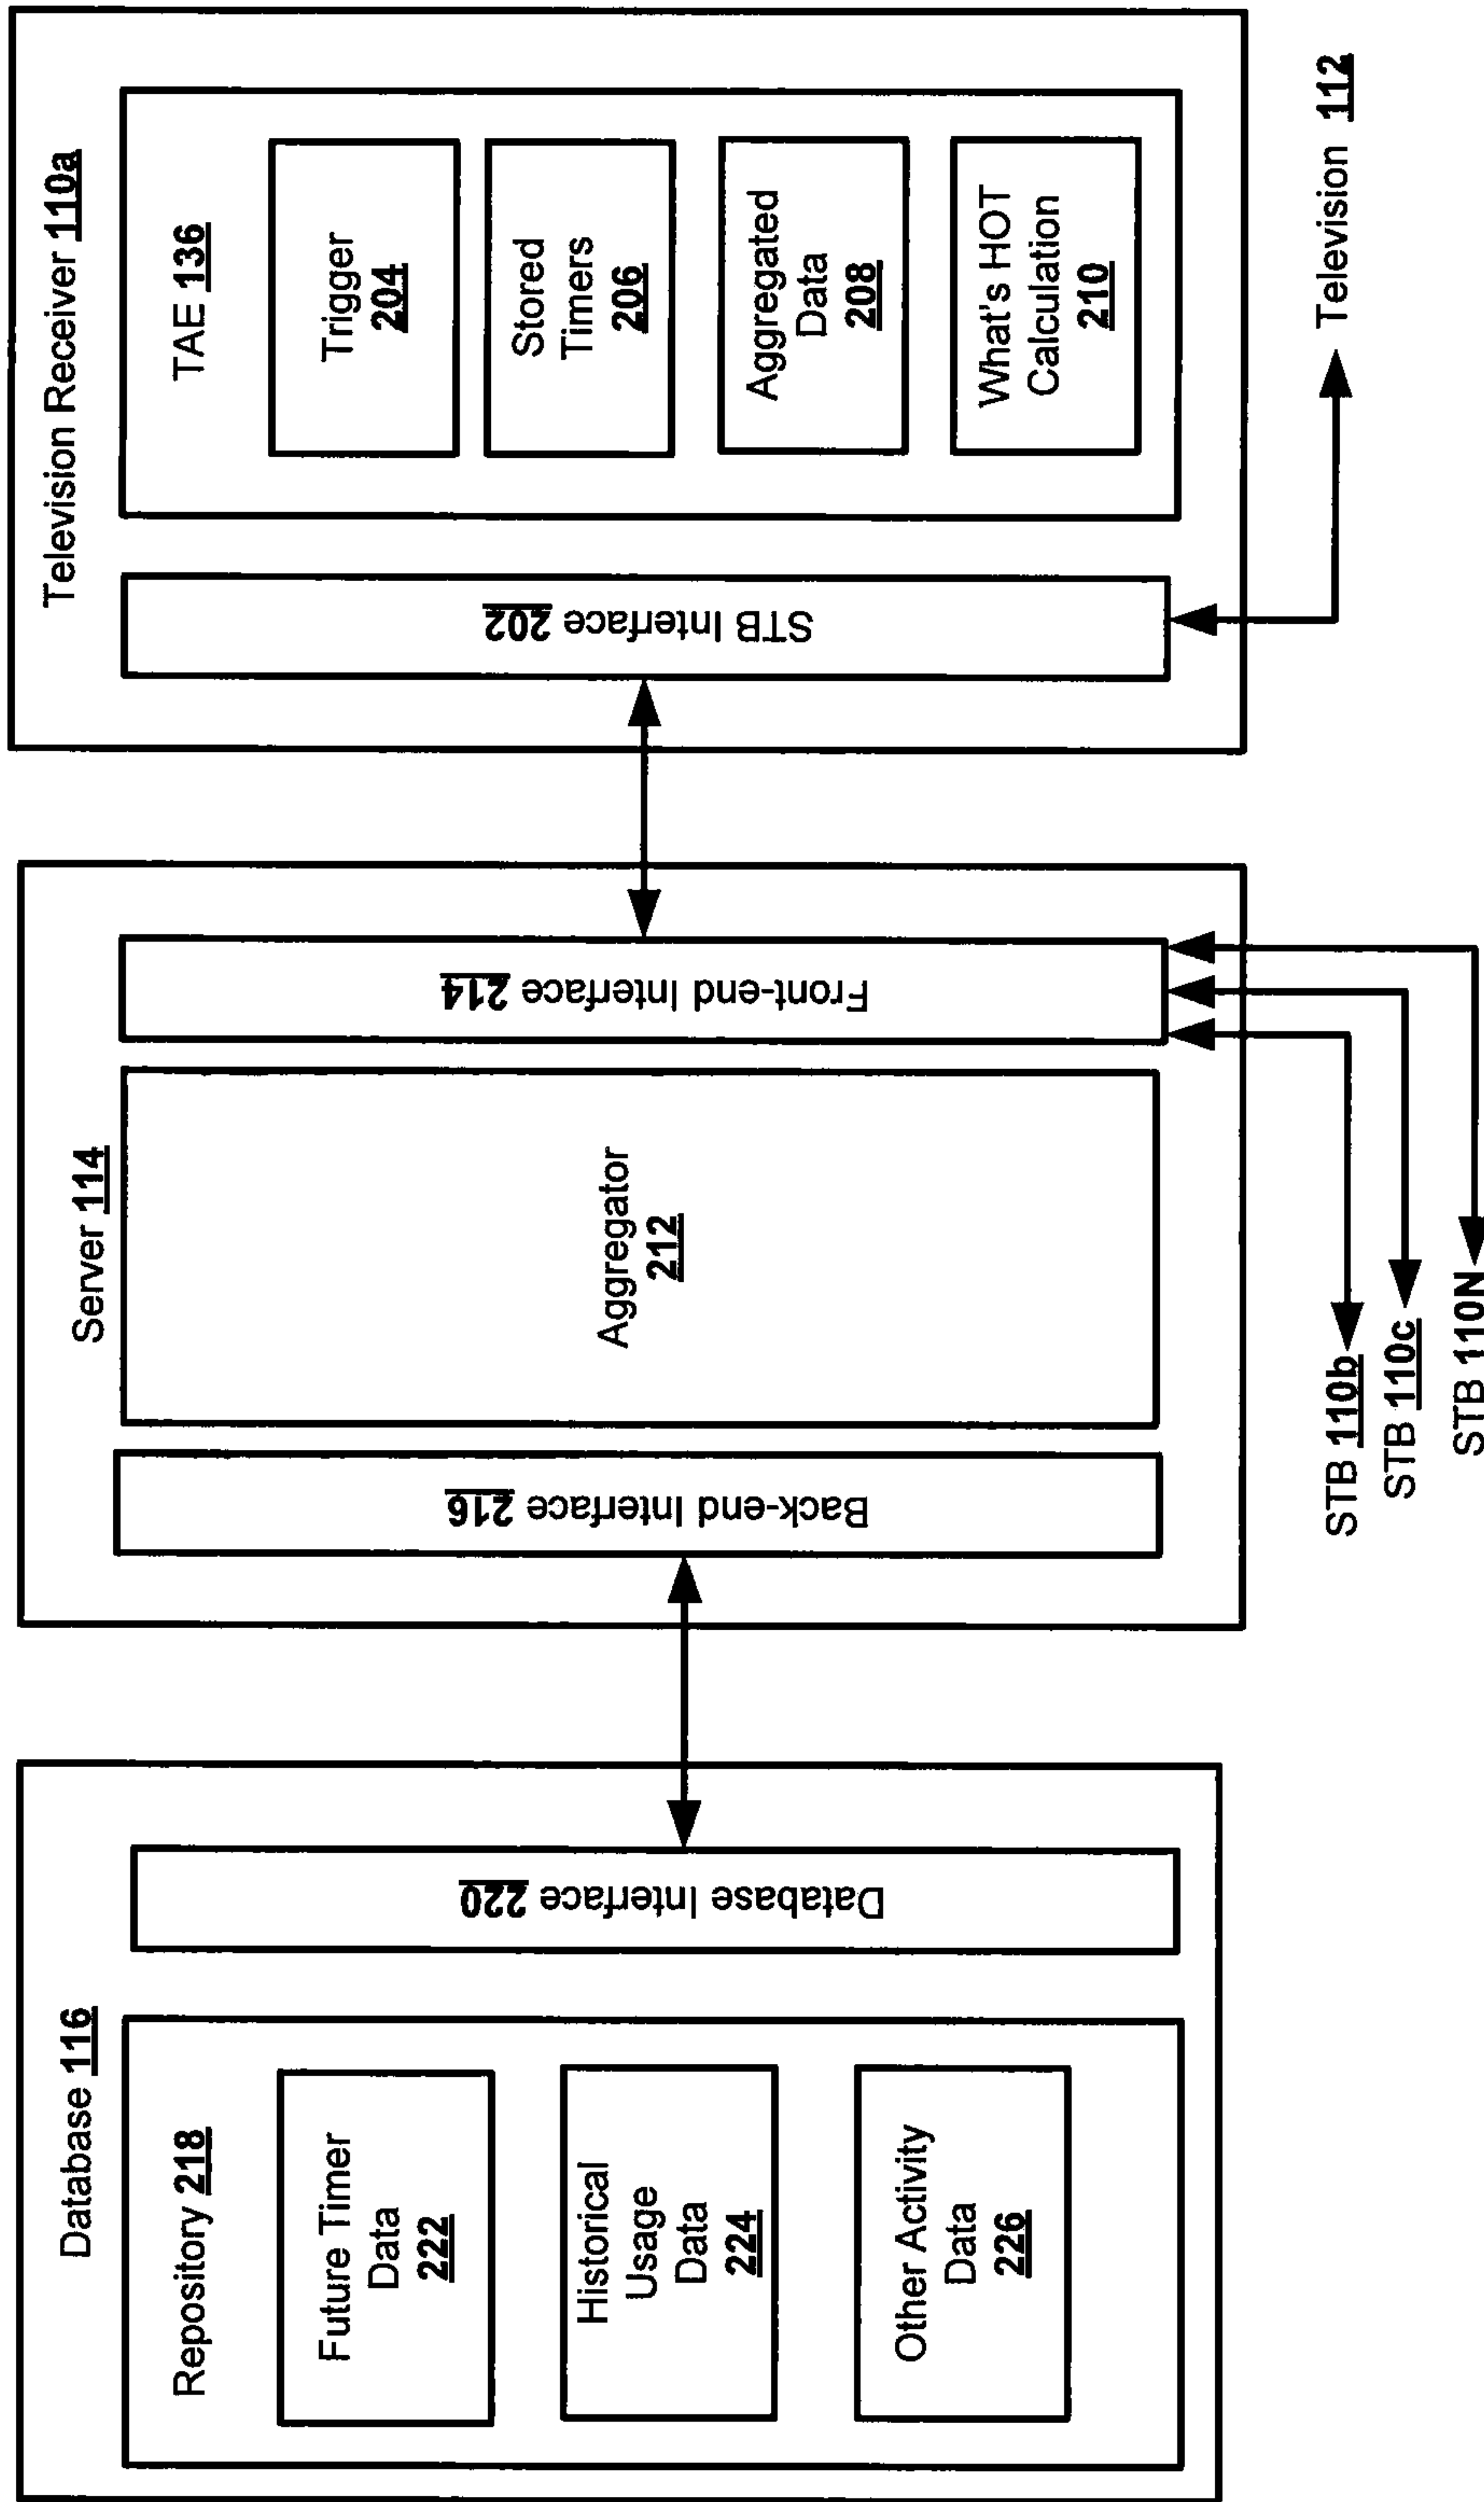 Database 116
Repository 218
Future Timer
Data
222
Historical
Usage
Data
224
Other Activity
Data
226
Database Interface 220
Server 114
Back-end Interface 216
Aggregator
212
Front-end Interface 214
STB 110b
STB 110c
STB 110N
Television Receiver 110a
STB Interface 202
TAE 136
Trigger
204
Stored
Timers
206
Aggregated
Data
208
What's HOT
Calculation
210
Television 112